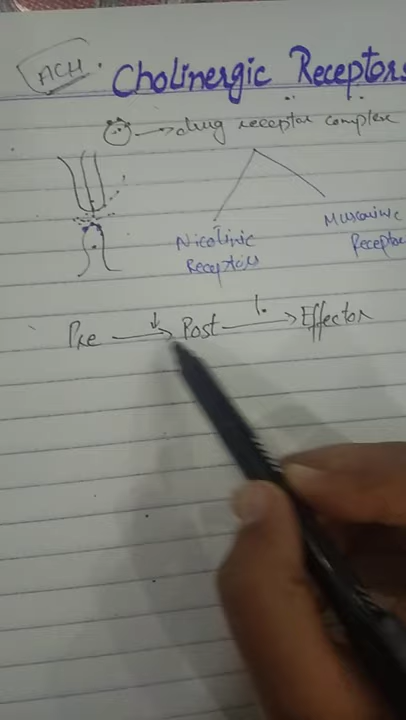 ACH. Cholinergic Receptors
→ drug receptor complex
Nicotinic
Receptors
Muscarinic
Receptor
Pre → Post → Effector